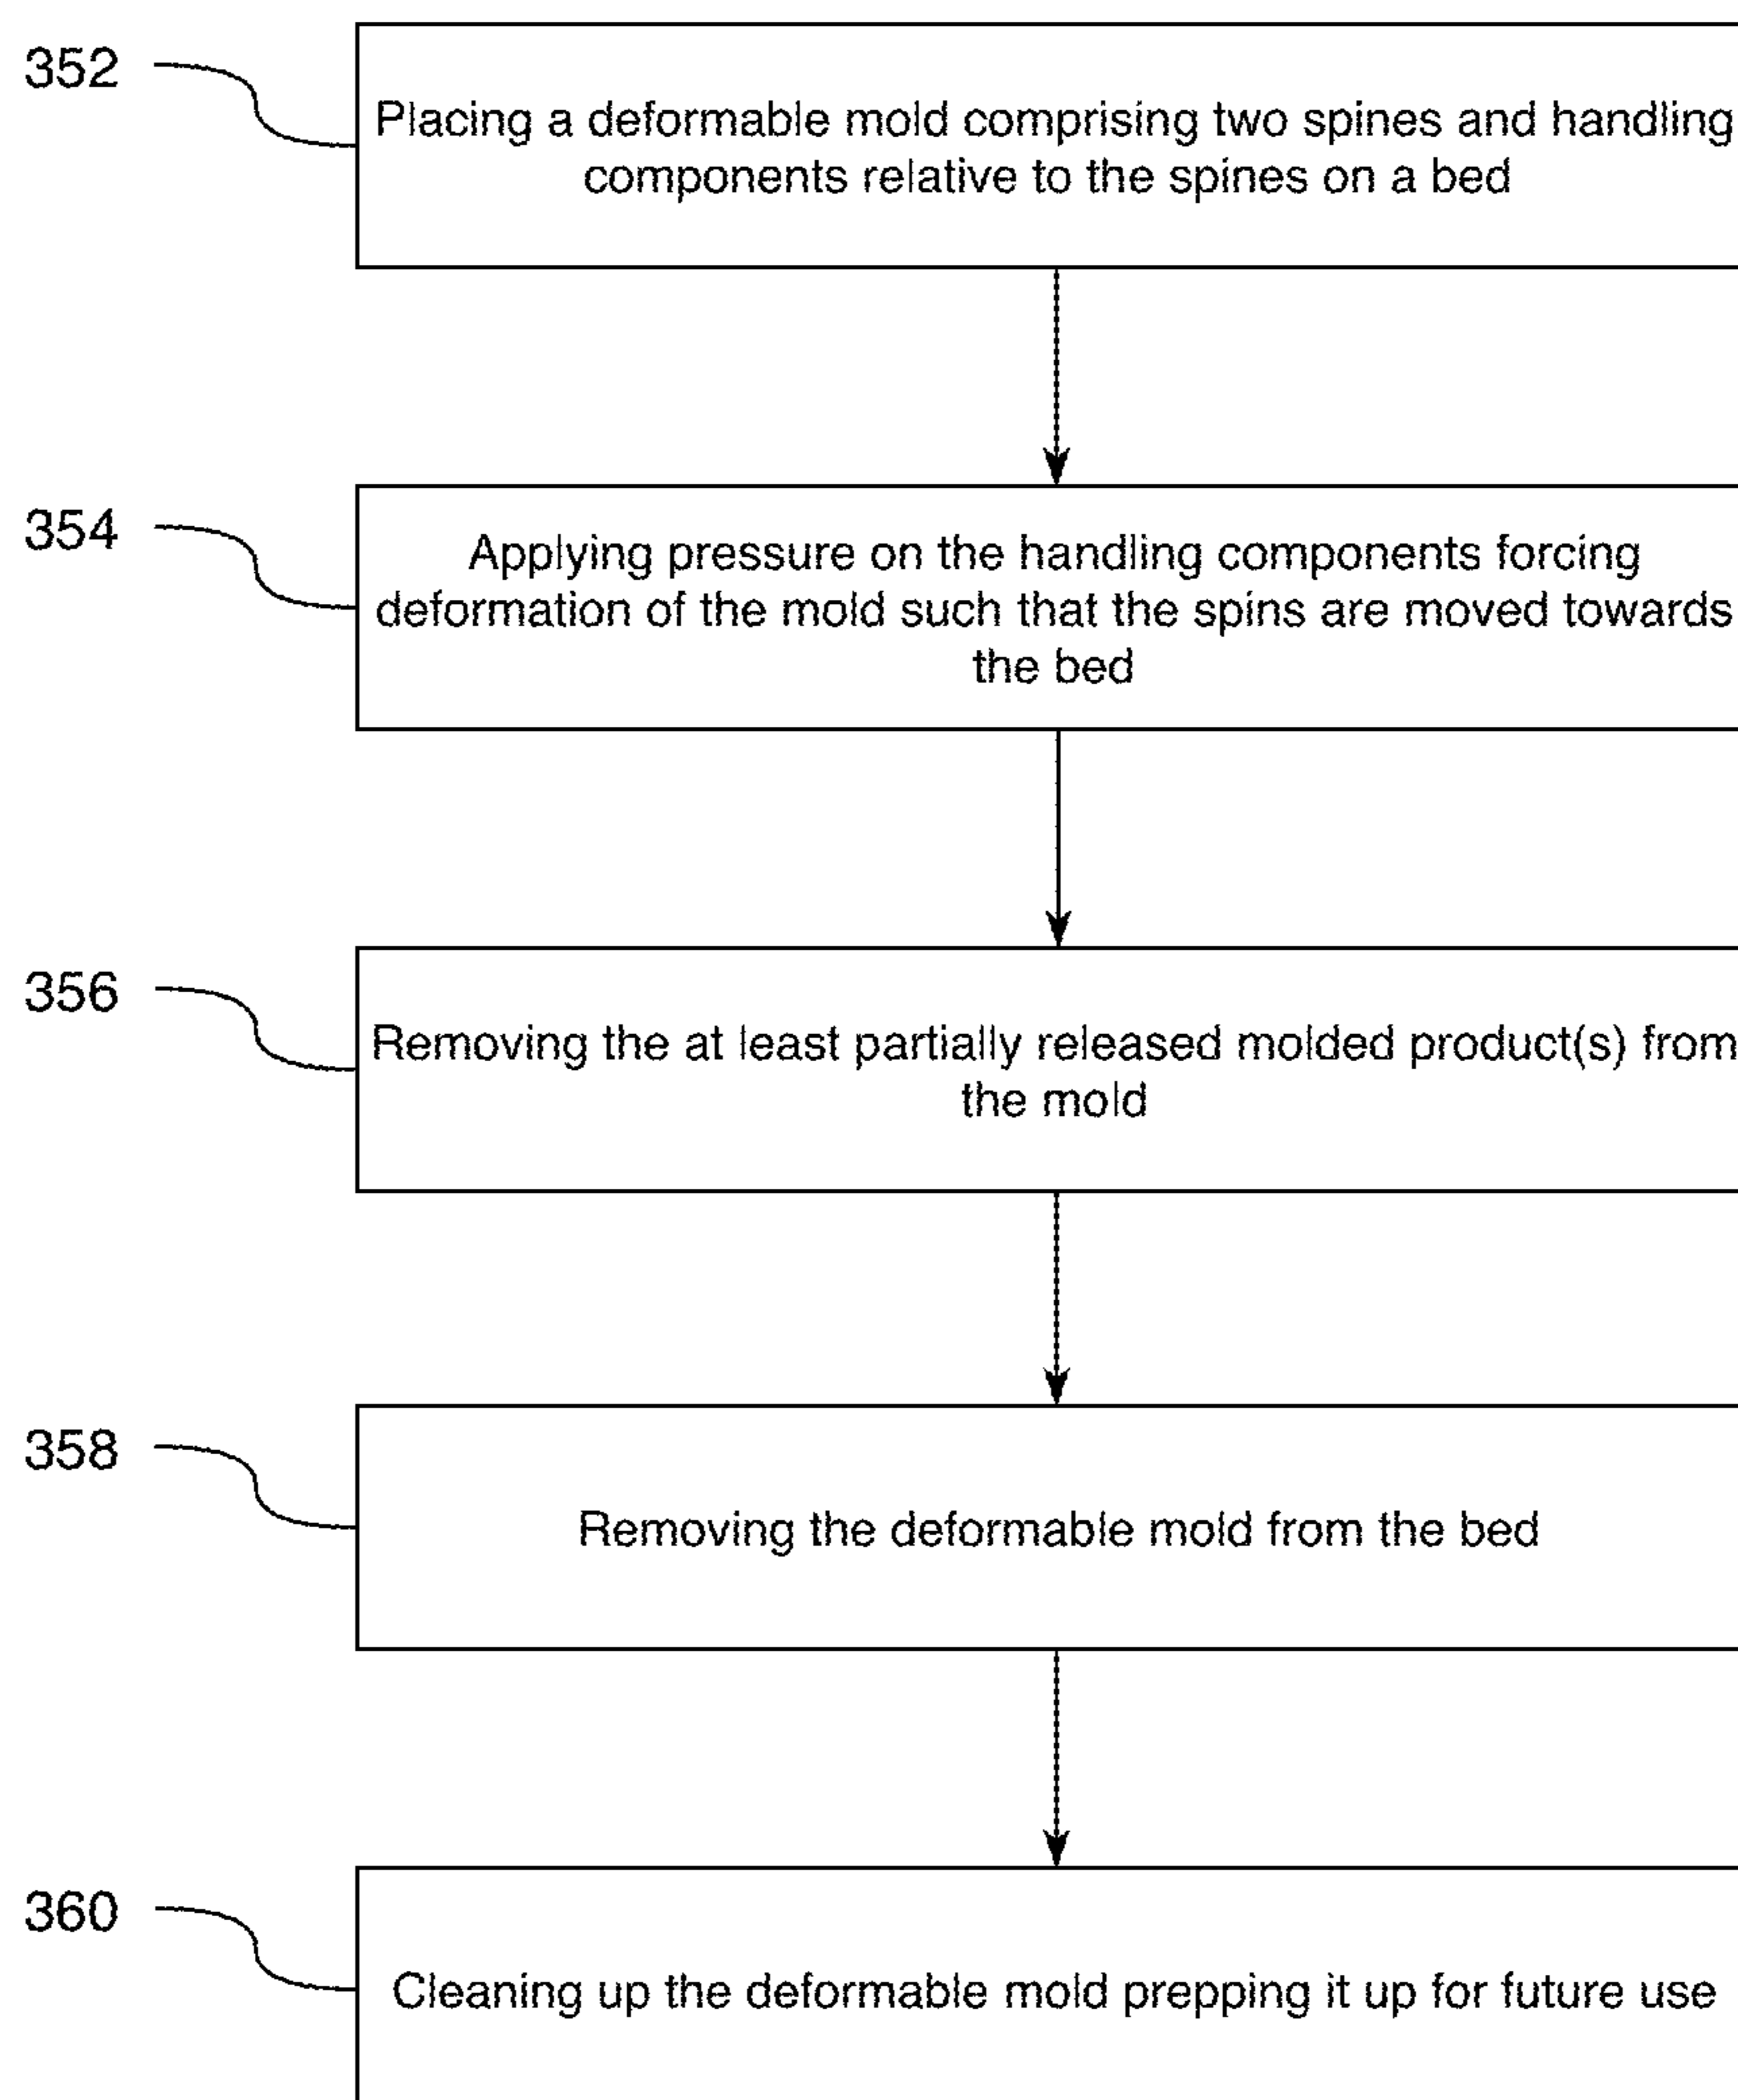 352
Placing a deformable mold comprising two spines and handling
components relative to the spines on a bed
354
Applying pressure on the handling components forcing
deformation of the mold such that the spins are moved towards
the bed
356
Removing the at least partially released molded product(s) from
the mold
358
Removing the deformable mold from the bed
360
Cleaning up the deformable mold prepping it up for future use